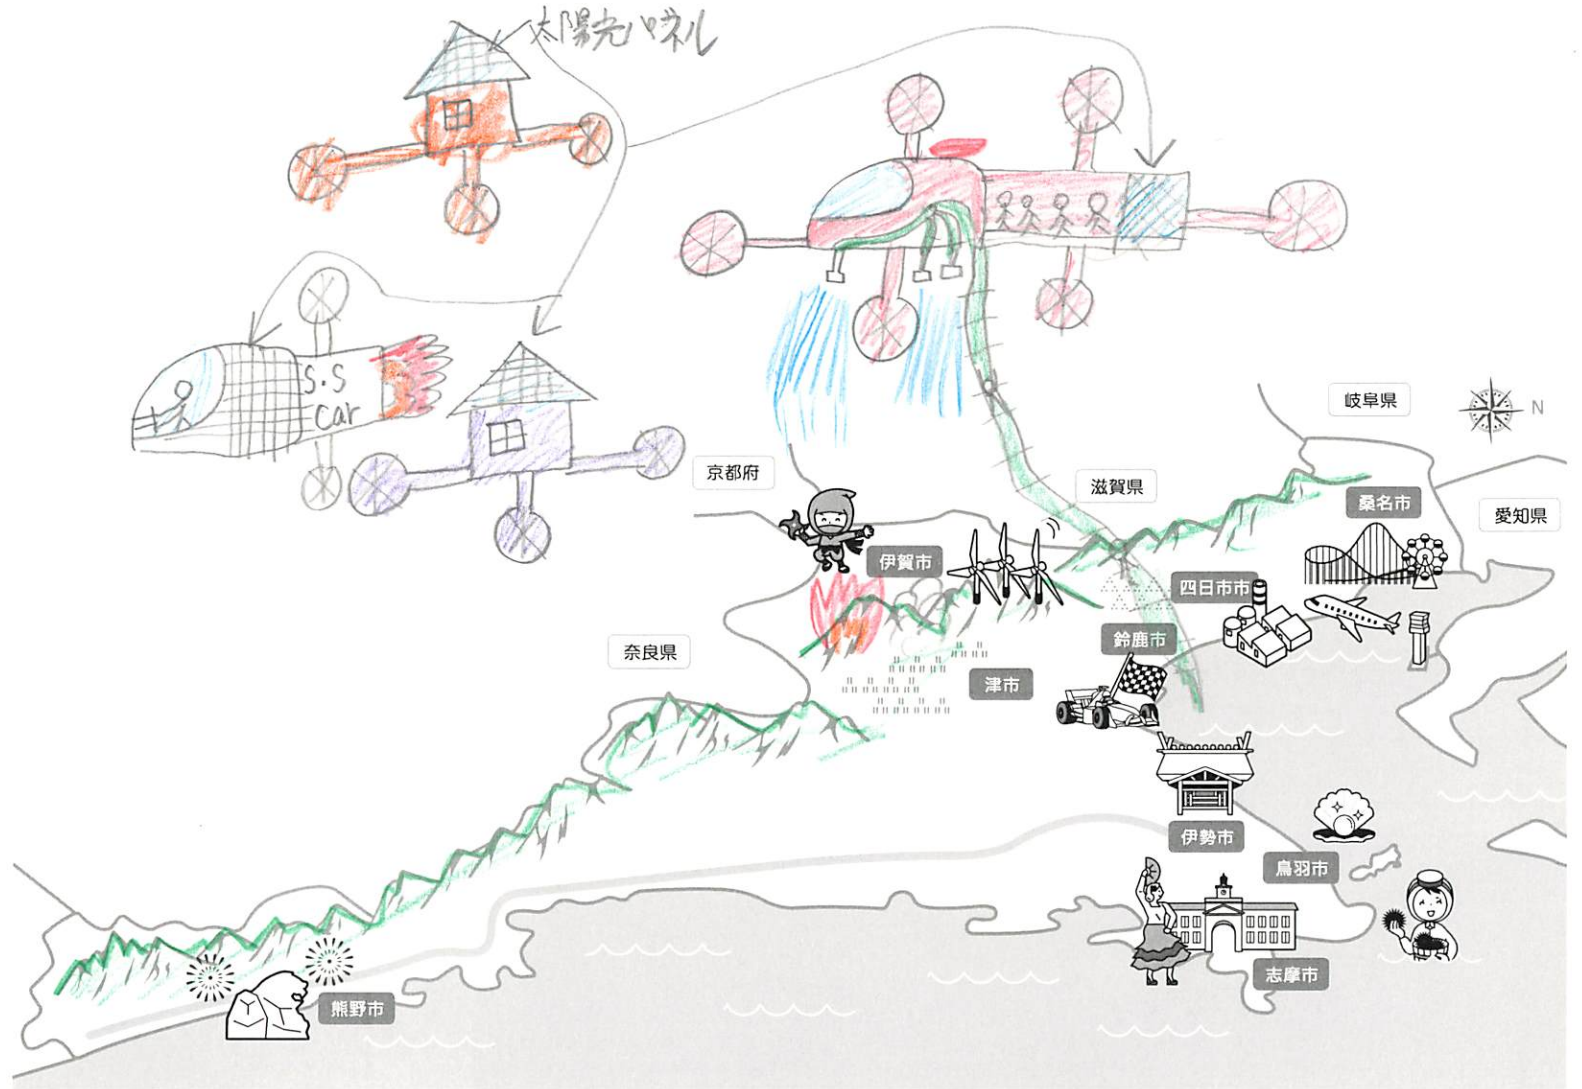 太陽光パネル
S.S
Car
岐阜県
N
京都府
滋賀県
桑名市
愛知県
伊賀市
四日市市
鈴鹿市
奈良県
津市
伊勢市
鳥羽市
志摩市
熊野市